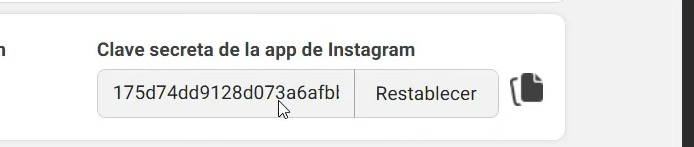 Clave secreta de la app de Instagram
175d74dd9128d073a6afb
Restablecer